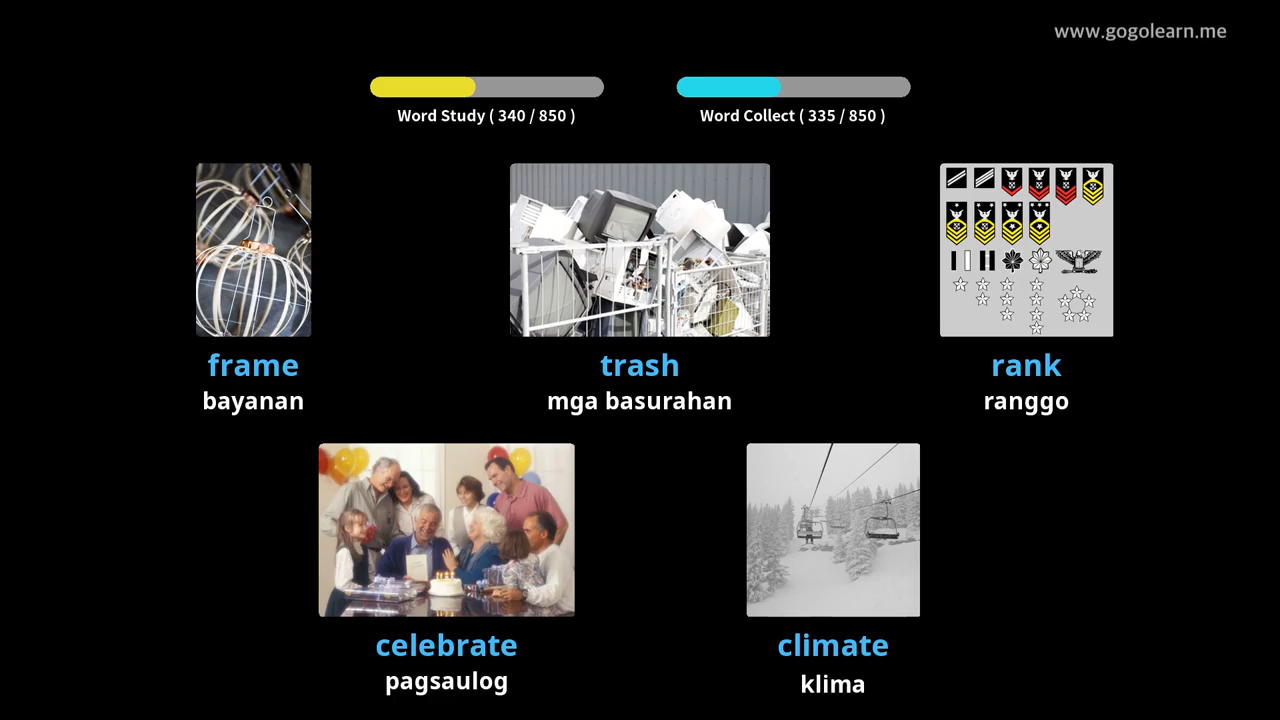 www.gogolearn.me
Word Study ( 340 / 850 )
Word Collect ( 335 / 850 )
frame
bayanan
trash
mga basurahan
rank
ranggo
celebrate
pagsaulog
climate
klima